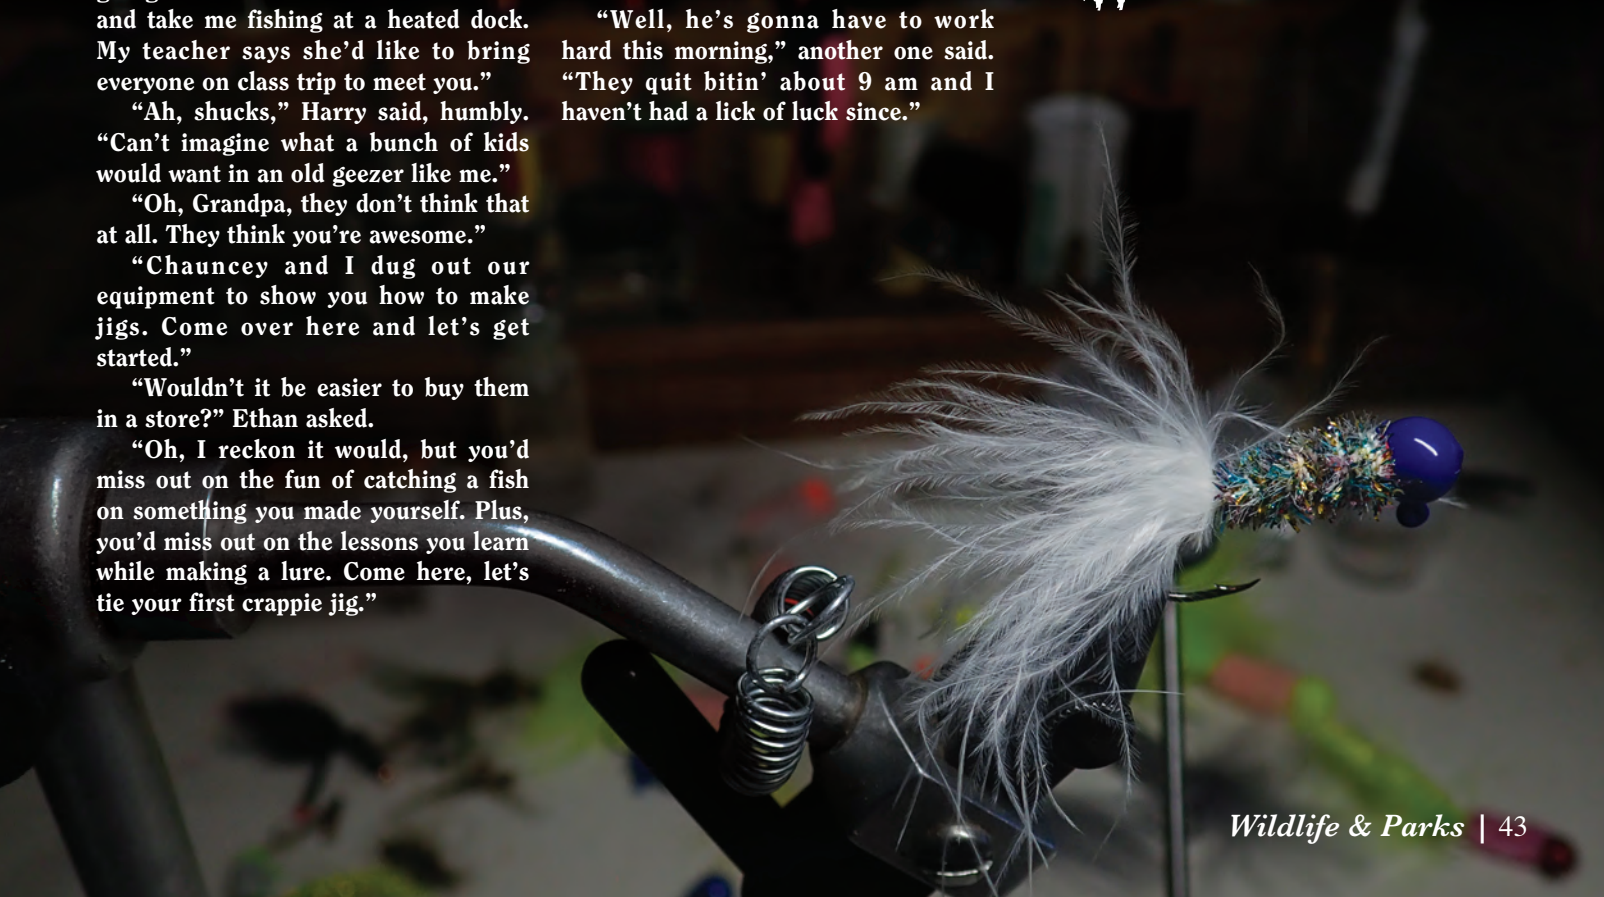 and take me fishing at a heated dock.
My teacher says she’d like to bring
everyone on class trip to meet you.”
“Ah, shucks,” Harry said, humbly.
“Can’t imagine what a bunch of kids
would want in an old geezer like me.”
“Oh, Grandpa, they don’t think that
at all. They think you’re awesome.”
“Chauncey and I dug out our
equipment to show you how to make
jigs. Come over here and let’s get
started.”
“Wouldn’t it be easier to buy them
in a store?” Ethan asked.
“Oh, I reckon it would, but you’d
miss out on the fun of catching a fish
on something you made yourself. Plus,
you’d miss out on the lessons you learn
while making a lure. Come here, let’s
tie your first crappie jig.”
“Well, he’s gonna have to work
hard this morning,” another one said.
“They quit bitin’ about 9 am and I
haven’t had a lick of luck since.”
Wildlife & Parks | 43